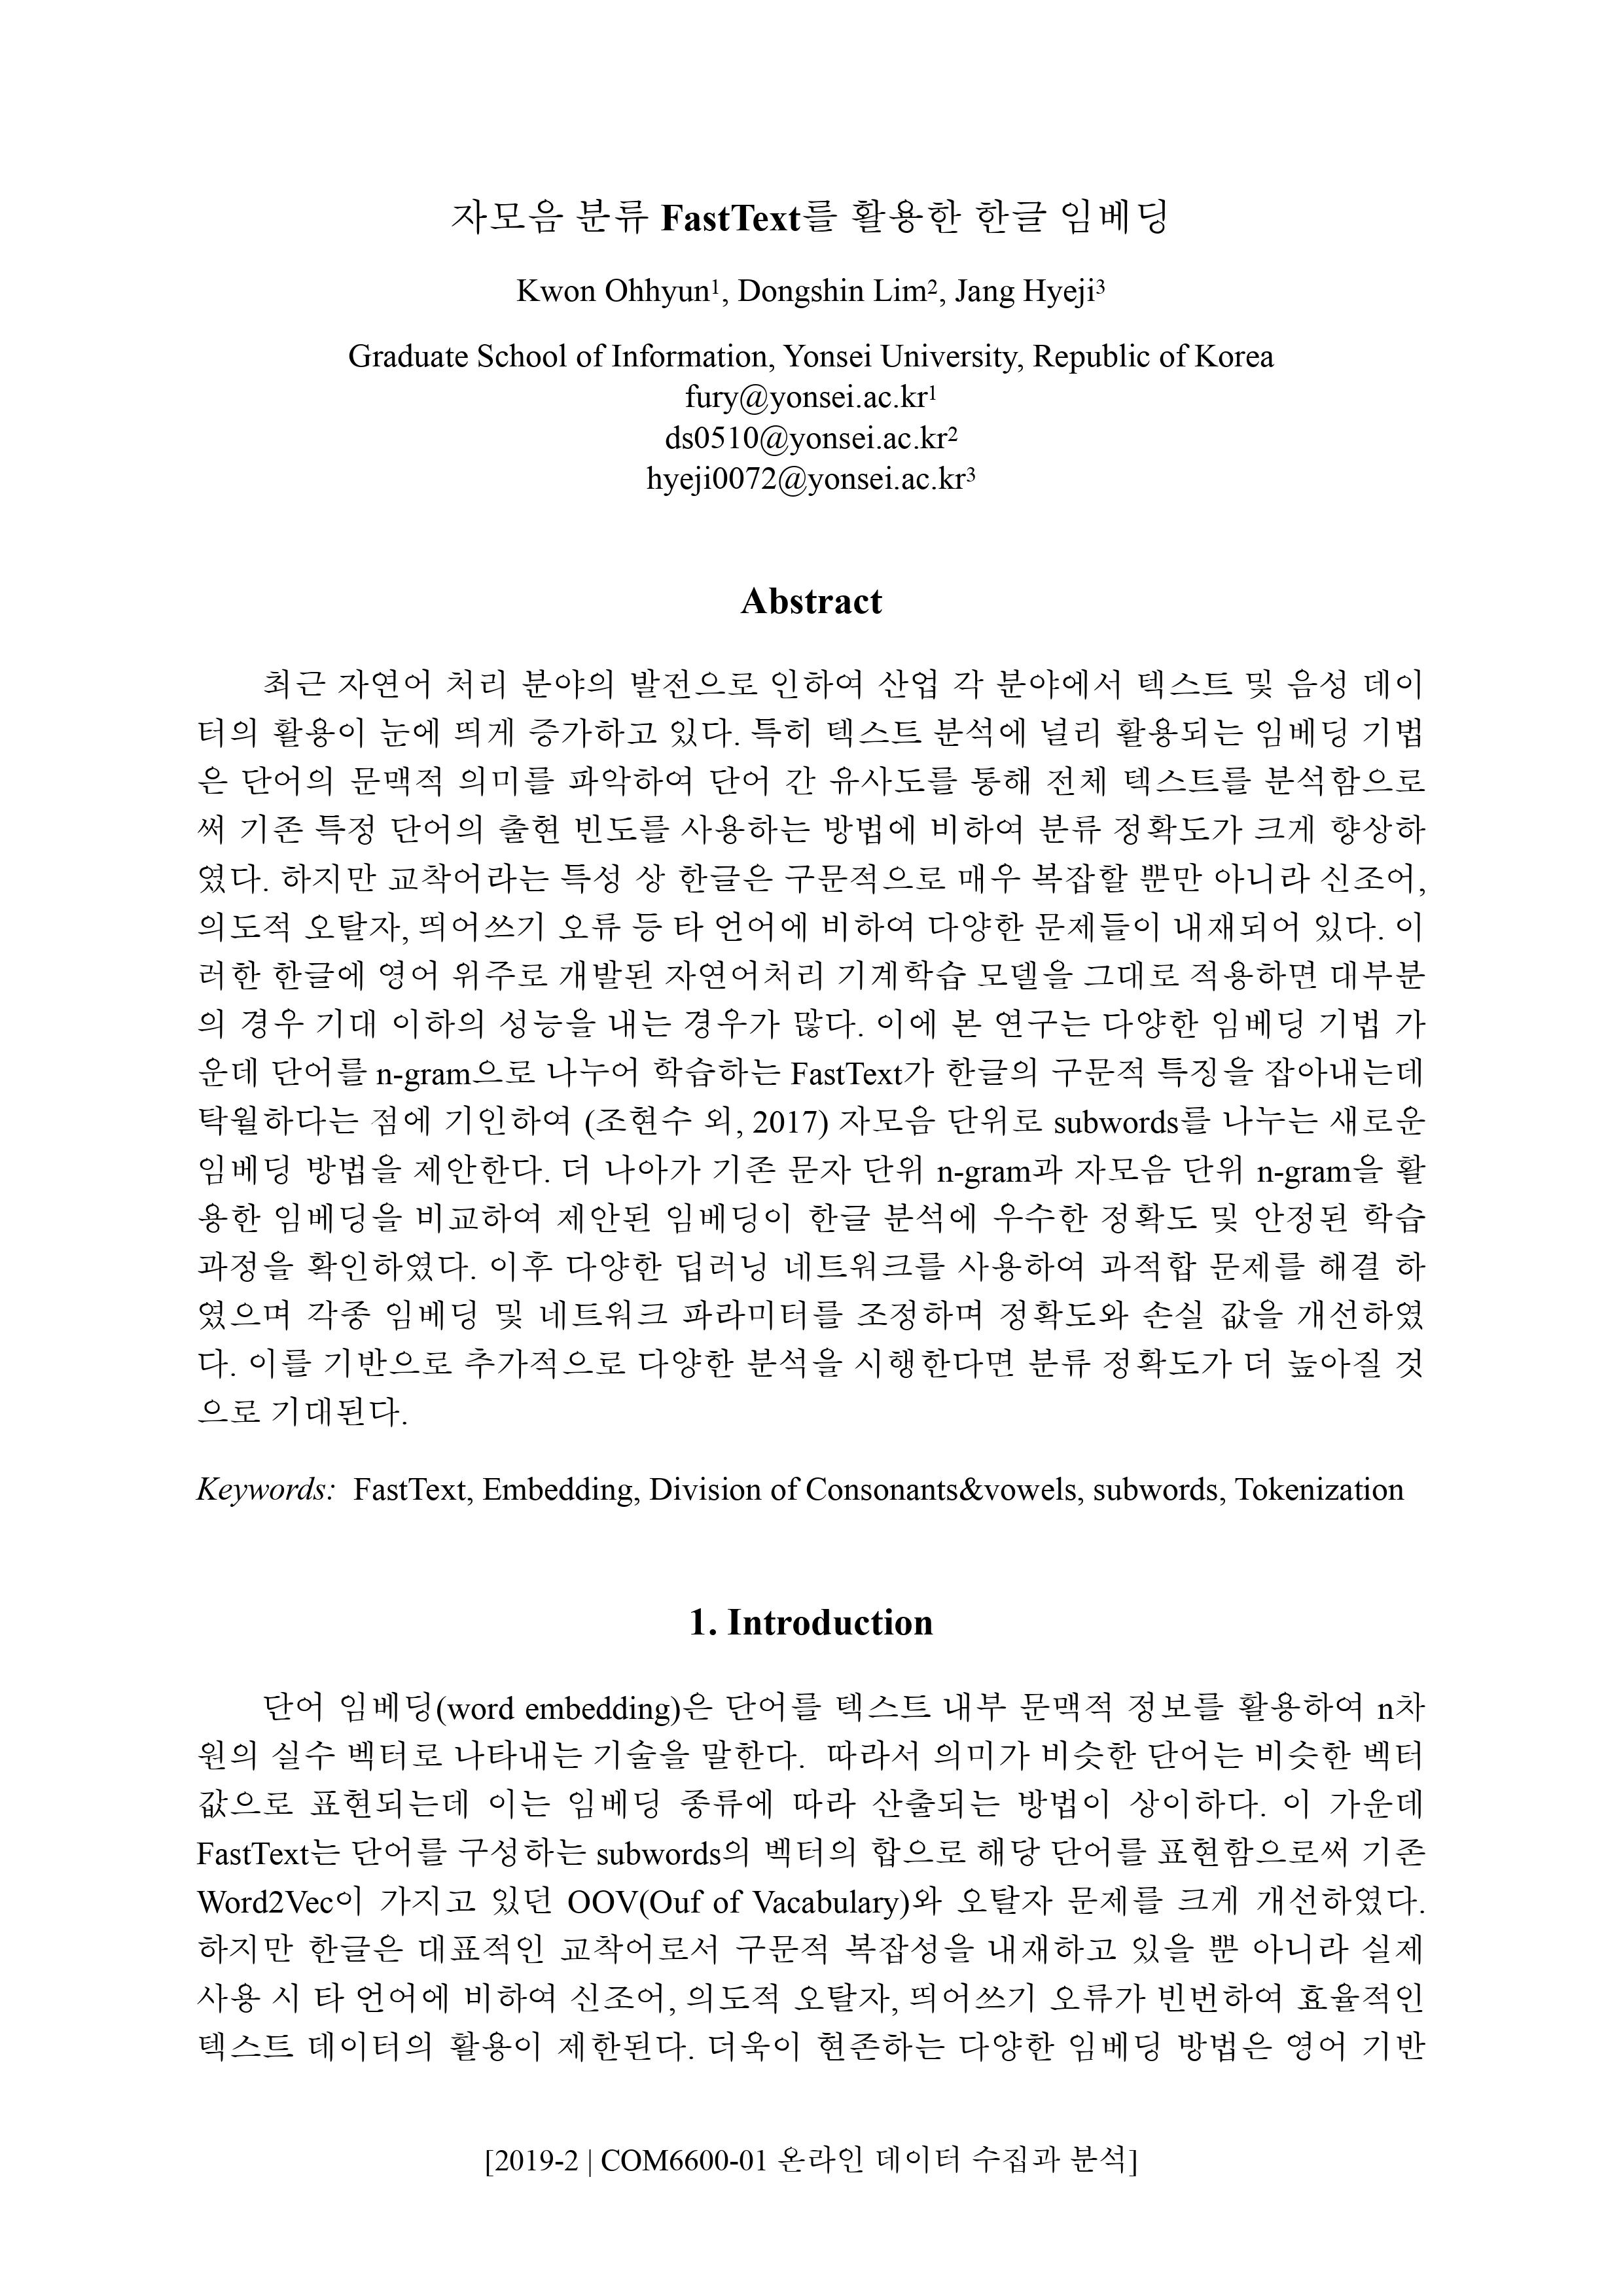 자모음 분류 FastText를 활용한 한글 임베딩
Kwon Ohhyun¹, Dongshin Lim², Jang Hyeji³
Graduate School of Information, Yonsei University, Republic of Korea
fury@yonsei.ac.kr¹
ds0510@yonsei.ac.kr²
hyeji0072@yonsei.ac.kr³
Abstract
최근 자연어 처리 분야의 발전으로 인하여 산업 각 분야에서 텍스트 및 음성 데이
터의 활용이 눈에 띄게 증가하고 있다. 특히 텍스트 분석에 널리 활용되는 임베딩 기법
은 단어의 문맥적 의미를 파악하여 단어 간 유사도를 통해 전체 텍스트를 분석함으로
써 기존 특정 단어의 출현 빈도를 사용하는 방법에 비하여 분류 정확도가 크게 향상하
였다. 하지만 교착어라는 특성 상 한글은 구문적으로 매우 복잡할 뿐만 아니라 신조어,
의도적 오탈자, 띄어쓰기 오류 등 타 언어에 비하여 다양한 문제들이 내재되어 있다. 이
러한 한글에 영어 위주로 개발된 자연어처리 기계학습 모델을 그대로 적용하면 대부분
의 경우 기대 이하의 성능을 내는 경우가 많다. 이에 본 연구는 다양한 임베딩 기법 가
운데 단어를 n-gram으로 나누어 학습하는 FastText가 한글의 구문적 특징을 잡아내는데
탁월하다는 점에 기인하여 (조현수 외, 2017) 자모음 단위로 subwords를 나누는 새로운
임베딩 방법을 제안한다. 더 나아가 기존 문자 단위 n-gram과 자모음 단위 n-gram을 활
용한 임베딩을 비교하여 제안된 임베딩이 한글 분석에 우수한 정확도 및 안정된 학습
과정을 확인하였다. 이후 다양한 딥러닝 네트워크를 사용하여 과적합 문제를 해결 하
였으며 각종 임베딩 및 네트워크 파라미터를 조정하며 정확도와 손실 값을 개선하였
다. 이를 기반으로 추가적으로 다양한 분석을 시행한다면 분류 정확도가 더 높아질 것
으로 기대된다.
Keywords: FastText, Embedding, Division of Consonants&vowels, subwords, Tokenization
1. Introduction
단어 임베딩(word embedding)은 단어를 텍스트 내부 문맥적 정보를 활용하여 n차
원의 실수 벡터로 나타내는 기술을 말한다. 따라서 의미가 비슷한 단어는 비슷한 벡터
값으로 표현되는데 이는 임베딩 종류에 따라 산출되는 방법이 상이하다. 이 가운데
FastText는 단어를 구성하는 subwords의 벡터의 합으로 해당 단어를 표현함으로써 기존
Word2Vec이 가지고 있던 OOV(Ouf of Vacabulary)와 오탈자 문제를 크게 개선하였다.
하지만 한글은 대표적인 교착어로서 구문적 복잡성을 내재하고 있을 뿐 아니라 실제
사용 시 타 언어에 비하여 신조어, 의도적 오탈자, 띄어쓰기 오류가 빈번하여 효율적인
텍스트 데이터의 활용이 제한된다. 더욱이 현존하는 다양한 임베딩 방법은 영어 기반
[2019-2 | COM6600-01 온라인 데이터 수집과 분석]